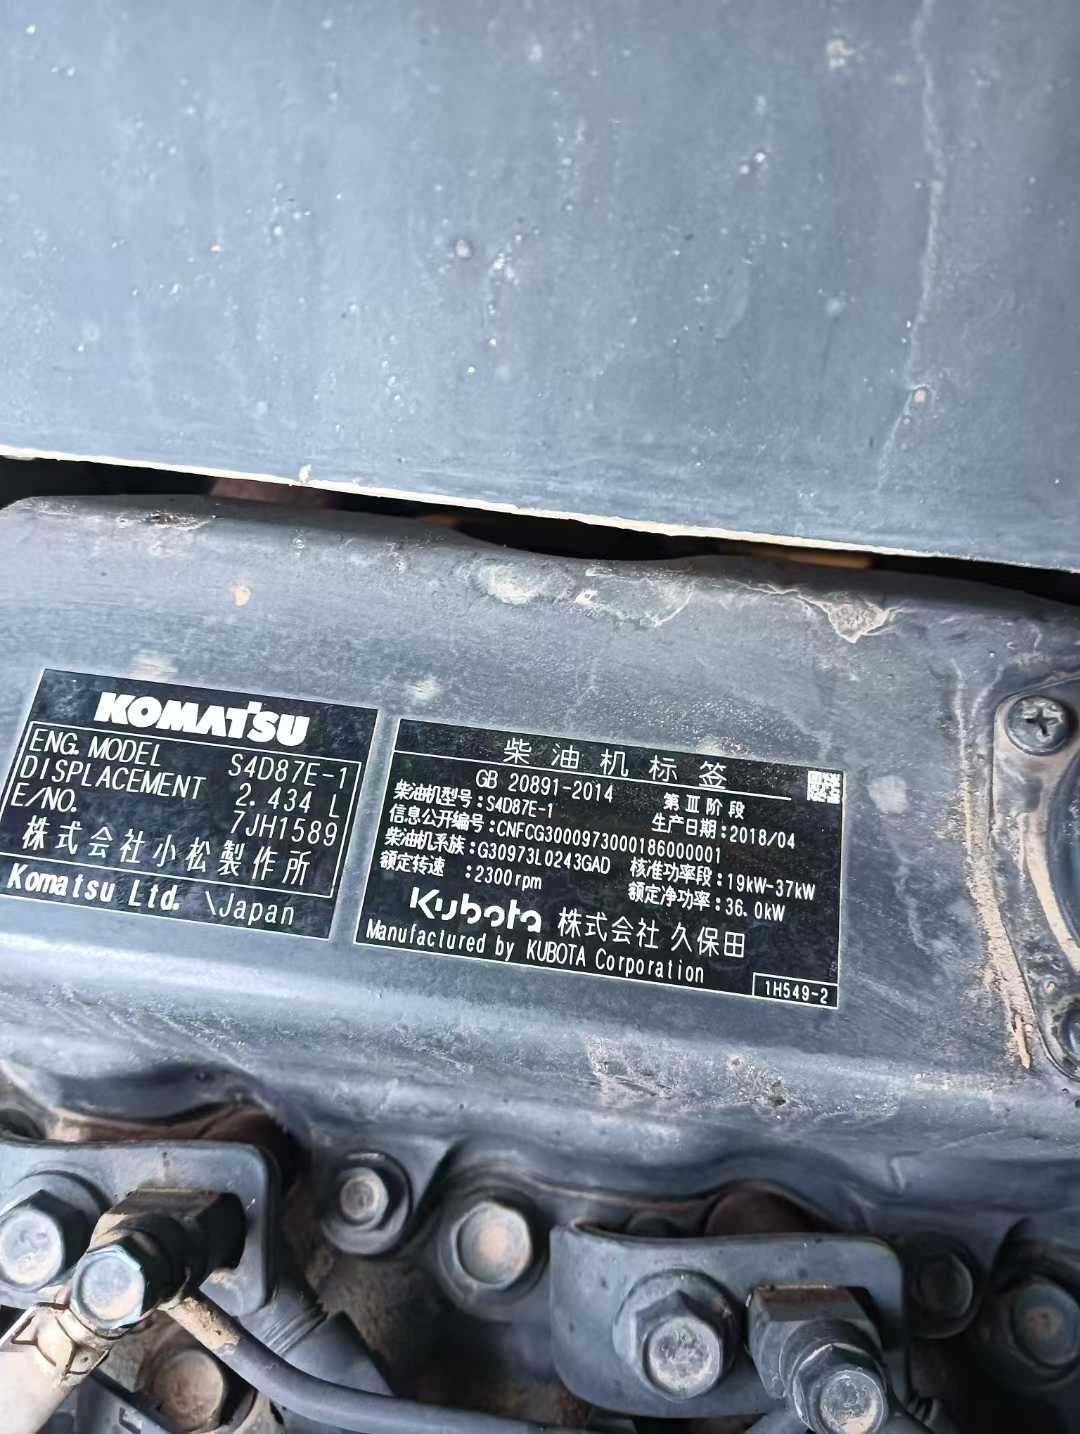 KOMATSU
ENG. MODEL S4D87E-1
DISPLACEMENT 2.434 L
E/NO. 7JH1589
株式会社小松製作所
Komatsu Ltd. \Japan
柴油机标签
GB 20891-2014 第Ⅲ阶段
柴油机型号:S4D87E-1 生产日期:2018/04
信息公开编号:CNFCG3000973000186000001
柴油机系族:G30973L0243GAD 核准功率段:19kW-37kW
额定转速 :2300rpm 额定净功率:36.0kW
Kubota 株式会社 久保田
Manufactured by KUBOTA Corporation
1H549-2